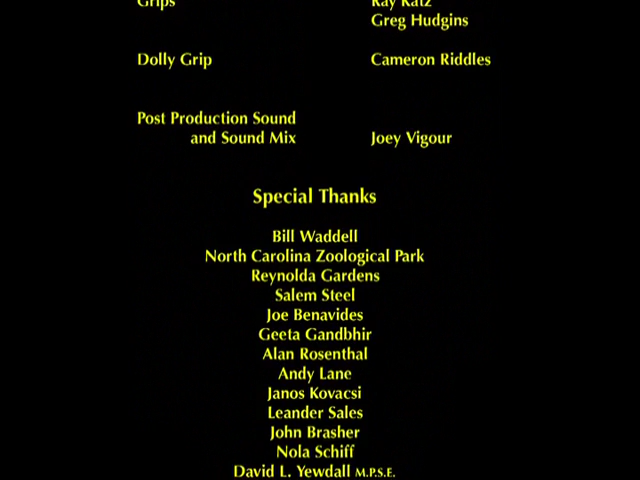 Grips Ray Katz
Greg Hudgins
Dolly Grip Cameron Riddles
Post Production Sound
and Sound Mix Joey Vigour
Special Thanks
Bill Waddell
North Carolina Zoological Park
Reynolda Gardens
Salem Steel
Joe Benavides
Geeta Gandbhir
Alan Rosenthal
Andy Lane
Janos Kovacsi
Leander Sales
John Brasher
Nola Schiff
David L. Yewdall M.P.S.E.